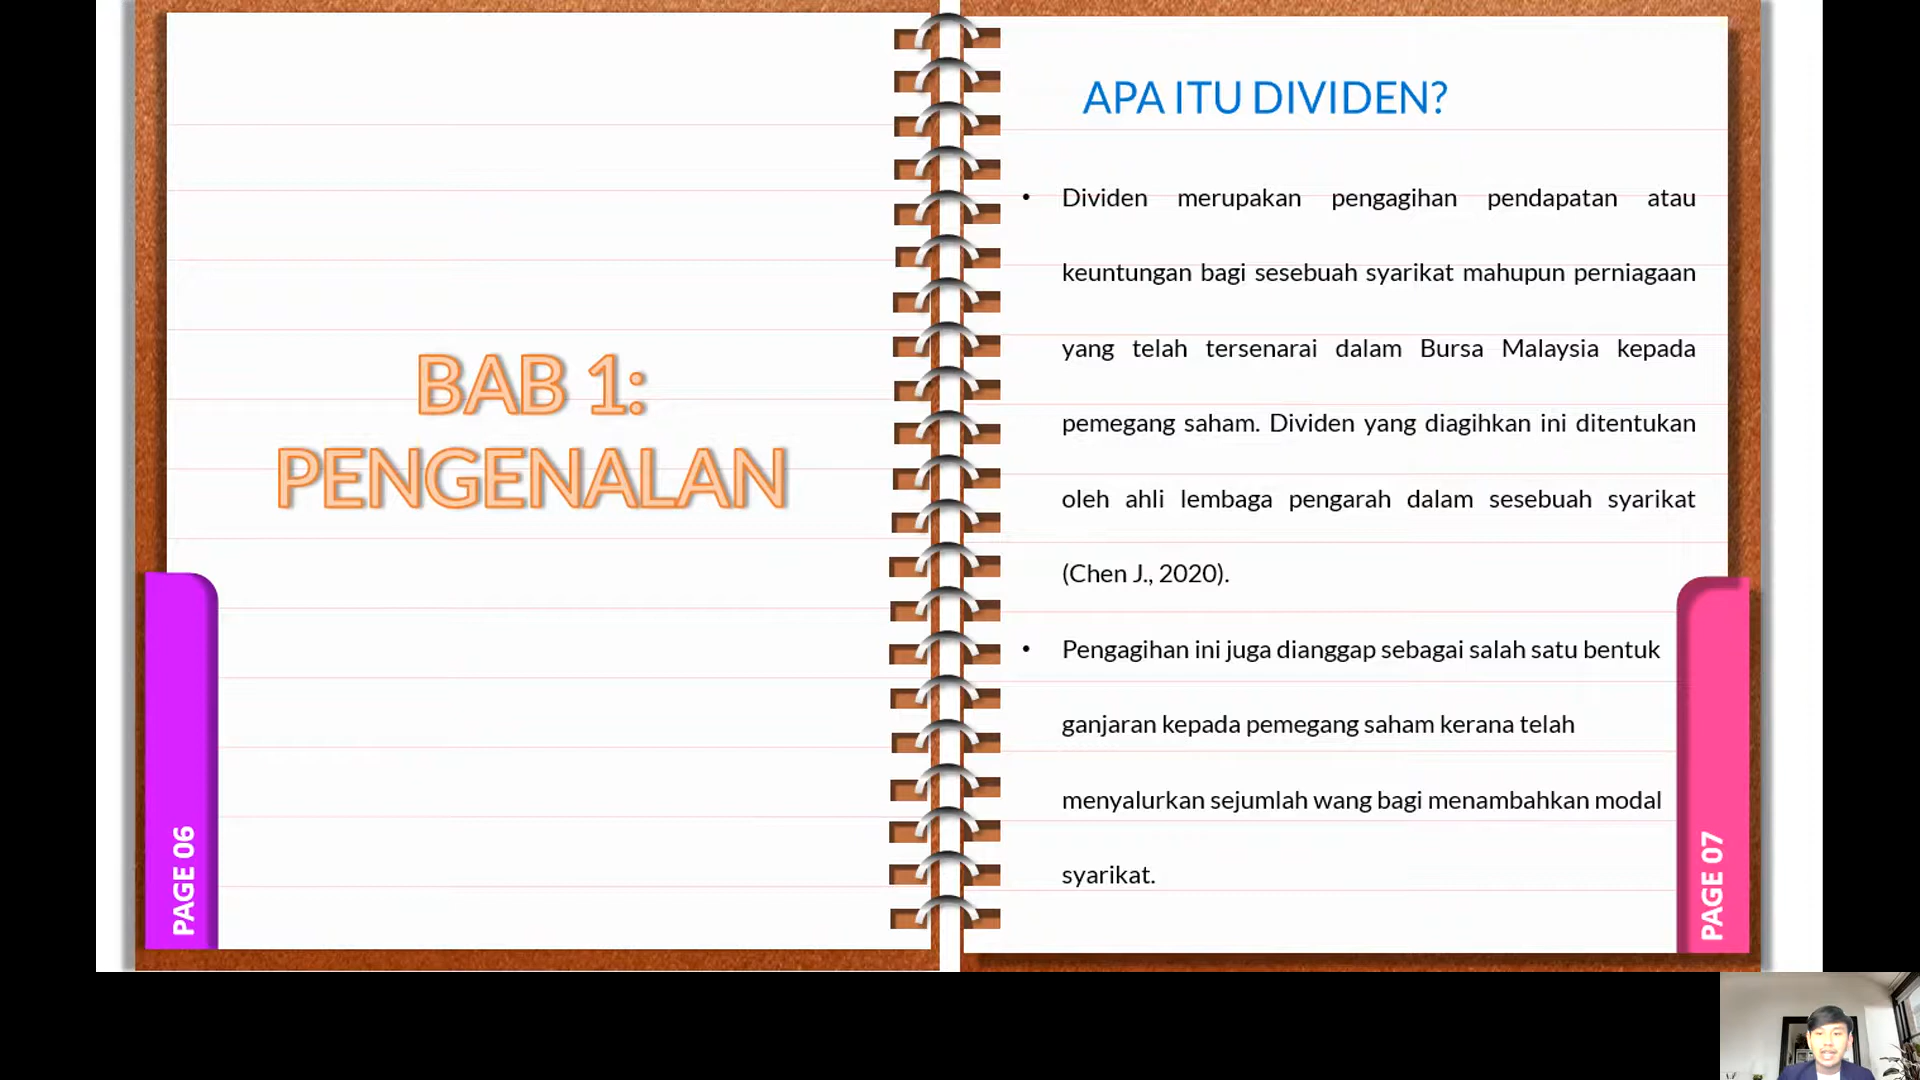 BAB 1:
PENGENALAN
PAGE 06
APA ITU DIVIDEN?
• Dividen merupakan pengagihan pendapatan atau
keuntungan bagi sesebuah syarikat mahupun perniagaan
yang telah tersenarai dalam Bursa Malaysia kepada
pemegang saham. Dividen yang diagihkan ini ditentukan
oleh ahli lembaga pengarah dalam sesebuah syarikat
(Chen J., 2020).
• Pengagihan ini juga dianggap sebagai salah satu bentuk
ganjaran kepada pemegang saham kerana telah
menyalurkan sejumlah wang bagi menambahkan modal
syarikat.
PAGE 07